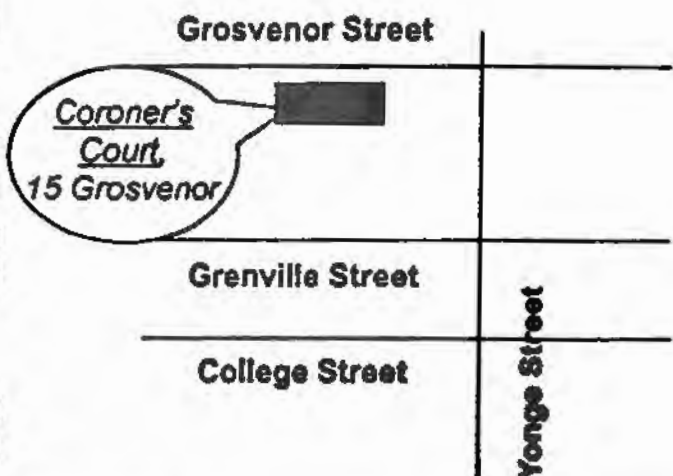 Grosvenor Street
Coroner's
Court,
15 Grosvenor
Grenville Street
College Street
Yonge Street